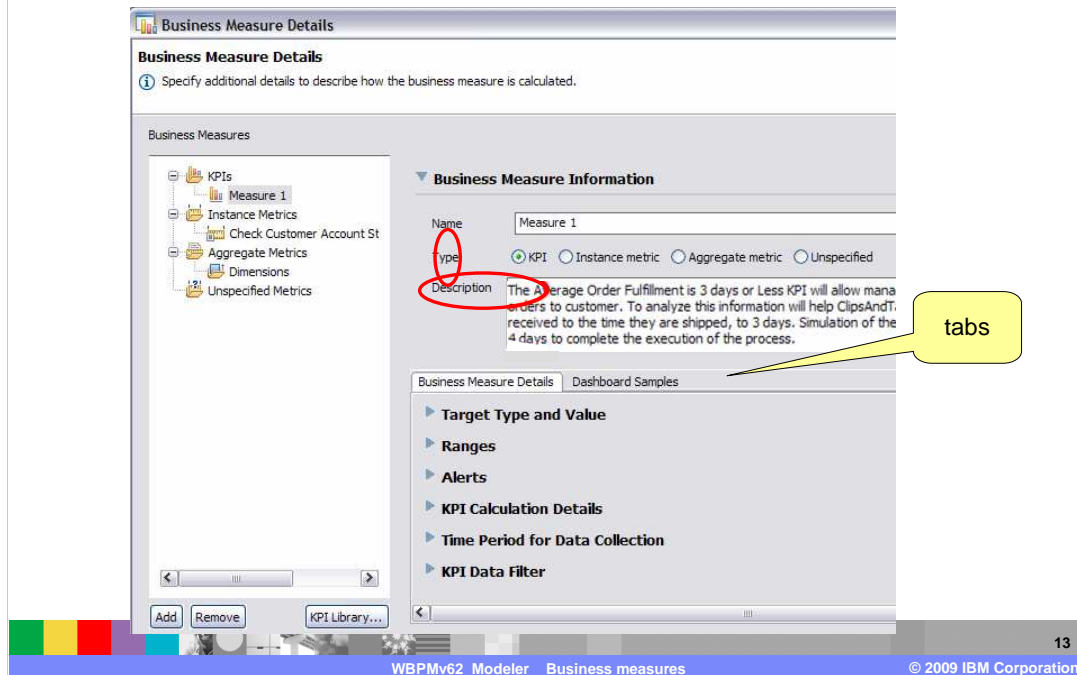 Business Measure Details
Business Measure Details
Specify additional details to describe how the business measure is calculated.
Business Measures
KPIs
Measure 1
Instance Metrics
Check Customer Account St
Aggregate Metrics
Dimensions
Unspecified Metrics
Add
Remove
KPI Library...
Business Measure Information
Name
Measure 1
Type
KPI
Instance metric
Aggregate metric
Unspecified
Description
The Average Order Fulfillment is 3 days or Less KPI will allow mana
orders to customer. To analyze this information will help ClipsAndTa
received to the time they are shipped, to 3 days. Simulation of the
4 days to complete the execution of the process.
tabs
Business Measure Details
Dashboard Samples
Target Type and Value
Ranges
Alerts
KPI Calculation Details
Time Period for Data Collection
KPI Data Filter
13
WBPMv62 Modeler Business measures
© 2009 IBM Corporation